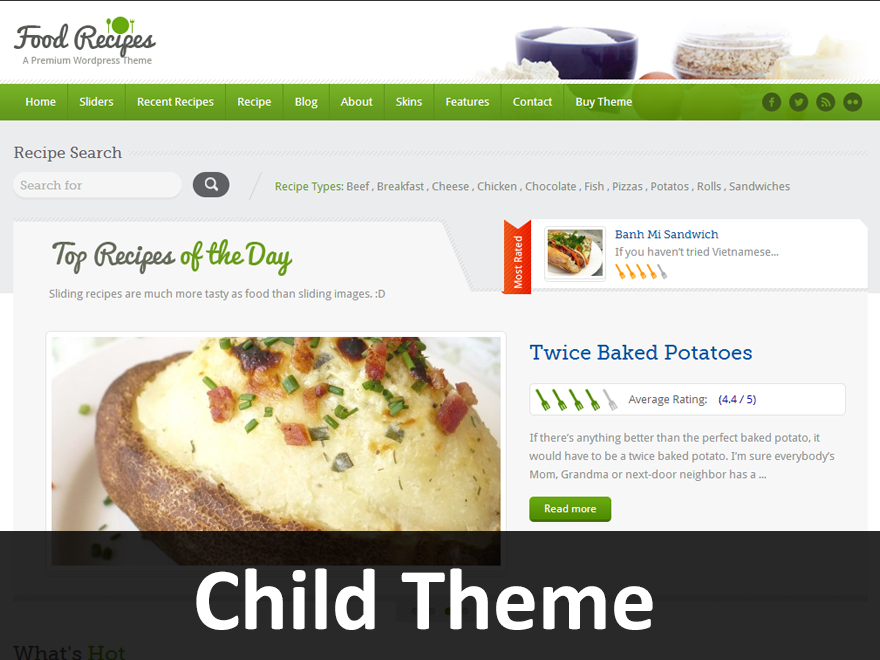 Food Recipes
A Premium Wordpress Theme
Home Sliders Recent Recipes Recipe Blog About Skins Features Contact Buy Theme
Recipe Search
Search for
Recipe Types: Beef , Breakfast , Cheese , Chicken , Chocolate , Fish , Pizzas , Potatos , Rolls , Sandwiches
Top Recipes of the Day
Sliding recipes are much more tasty as food than sliding images. :D
Most Rated
Banh Mi Sandwich
If you haven't tried Vietnamese...
Twice Baked Potatoes
Average Rating: (4.4 / 5)
If there's anything better than the perfect baked potato, it
would have to be a twice baked potato. I'm sure everybody's
Mom, Grandma or next-door neighbor has a ...
Read more
Child Theme
What's Hot